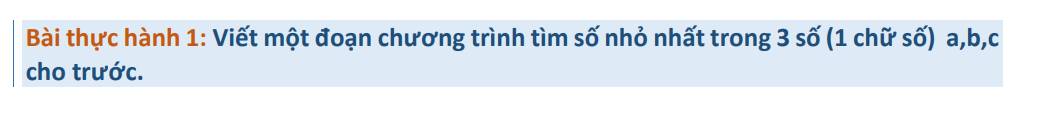 Bài thực hành 1: Viết một đoạn chương trình tìm số nhỏ nhất trong 3 số (1 chữ số) a,b,c
cho trước.